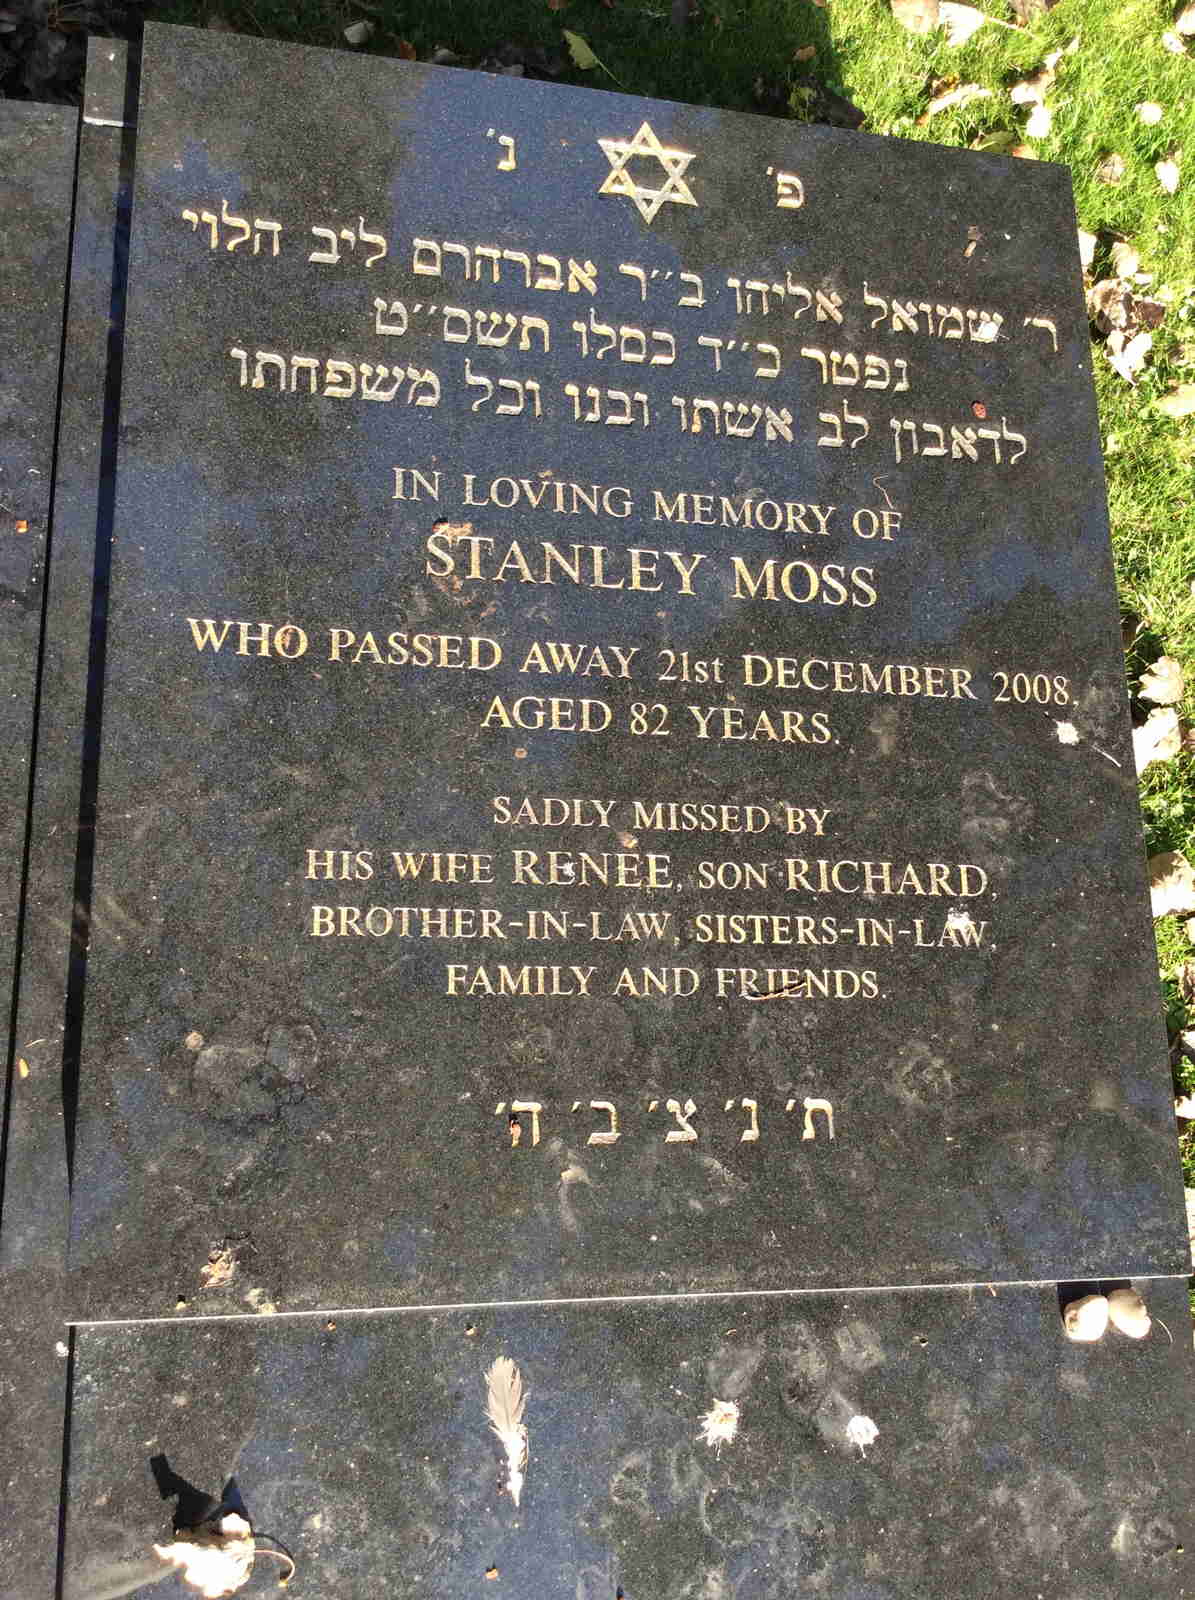 פ׳ נ׳
ר׳ שמואל אליהו ב״ר אברהם ליב הלוי
נפטר כ״ד כסלו תשס״ט
לדאבון לב אשתו ובנו וכל משפחתו
IN LOVING MEMORY OF
STANLEY MOSS
WHO PASSED AWAY 21st DECEMBER 2008,
AGED 82 YEARS.
SADLY MISSED BY
HIS WIFE RENÉE, SON RICHARD,
BROTHER-IN-LAW, SISTERS-IN-LAW,
FAMILY AND FRIENDS.
ת׳ נ׳ צ׳ ב׳ ה׳